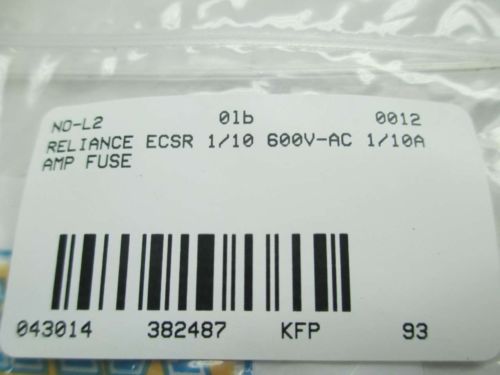 NO-L2 01b 0012
RELIANCE ECSR 1/10 600V-AC 1/10A
AMP FUSE
043014 382487 KFP 93